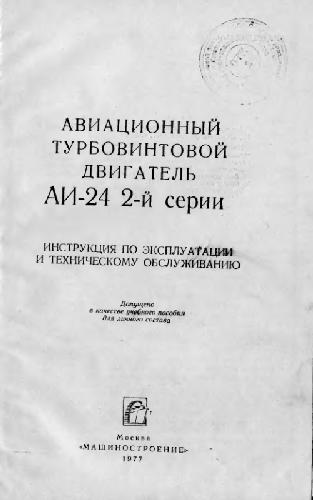 АВИАЦИОННЫЙ
ТУРБОВИНТОВОЙ
ДВИГАТЕЛЬ
АИ-24 2-й серии
ИНСТРУКЦИЯ ПО ЭКСПЛУАТАЦИИ
И ТЕХНИЧЕСКОМУ ОБСЛУЖИВАНИЮ
Допущено
в качестве учебного пособия
для личного состава
Москва
«МАШИНОСТРОЕНИЕ»
1977